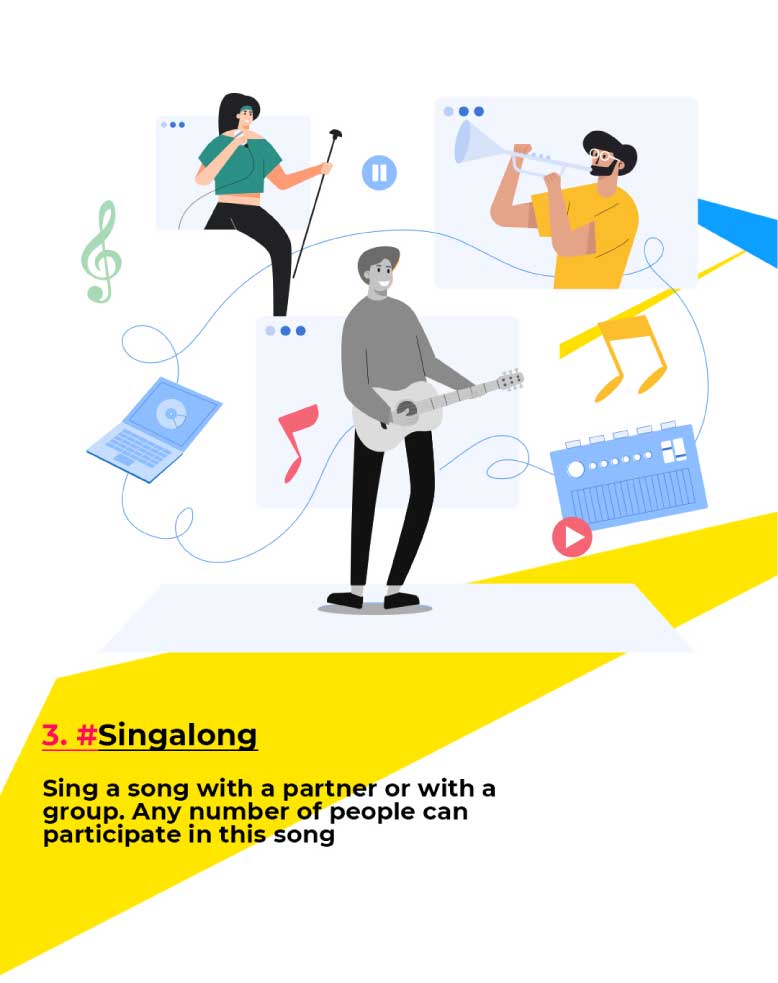 3. #Singalong
Sing a song with a partner or with a
group. Any number of people can
participate in this song